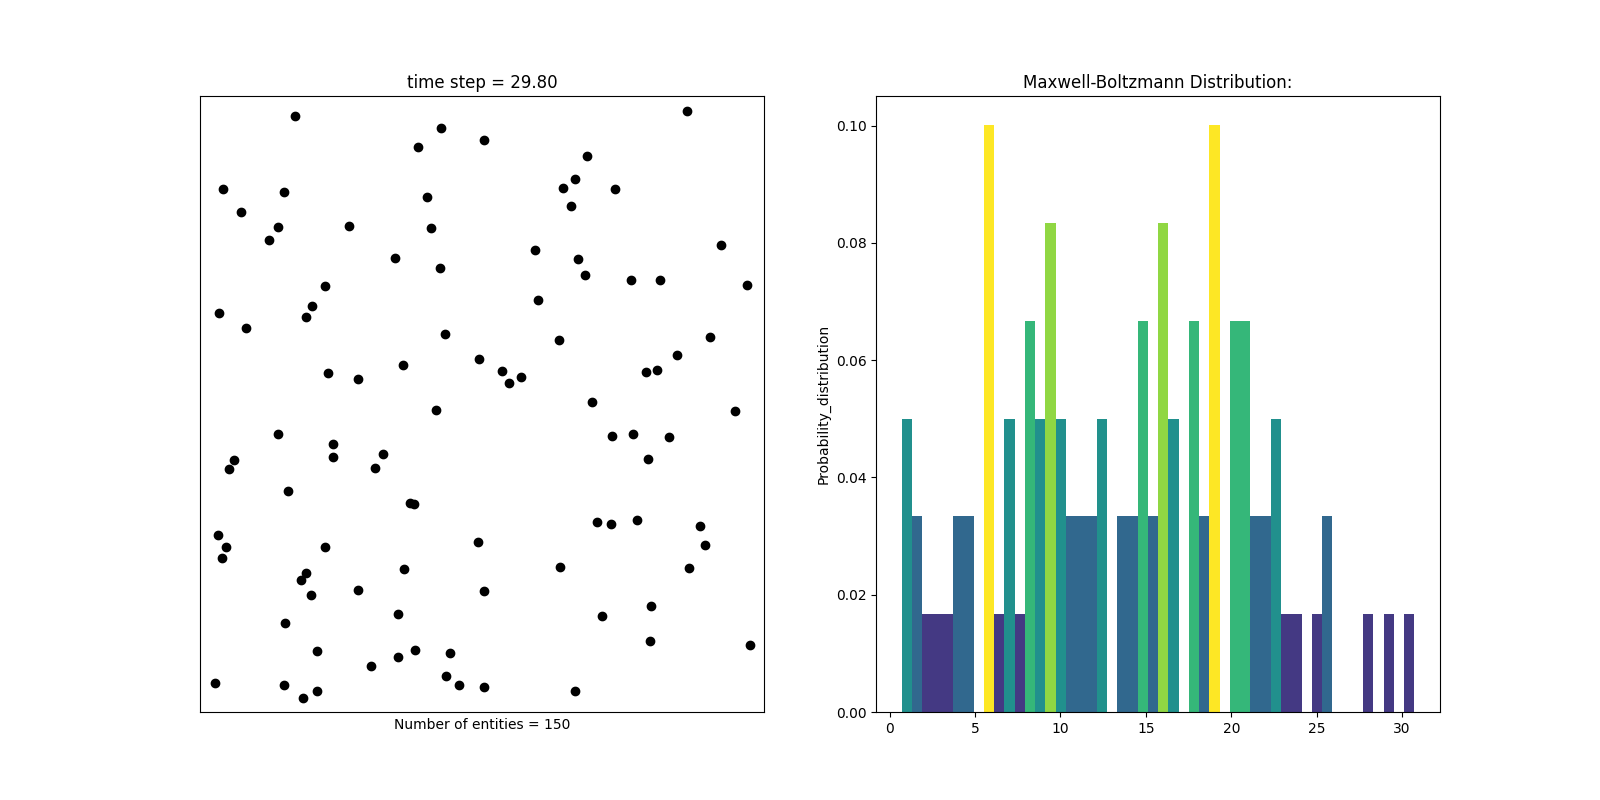 time step = 29.80
Number of entities = 150
Maxwell-Boltzmann Distribution:
Probability_distribution
0.10
0.08
0.06
0.04
0.02
0.00
0 5 10 15 20 25 30